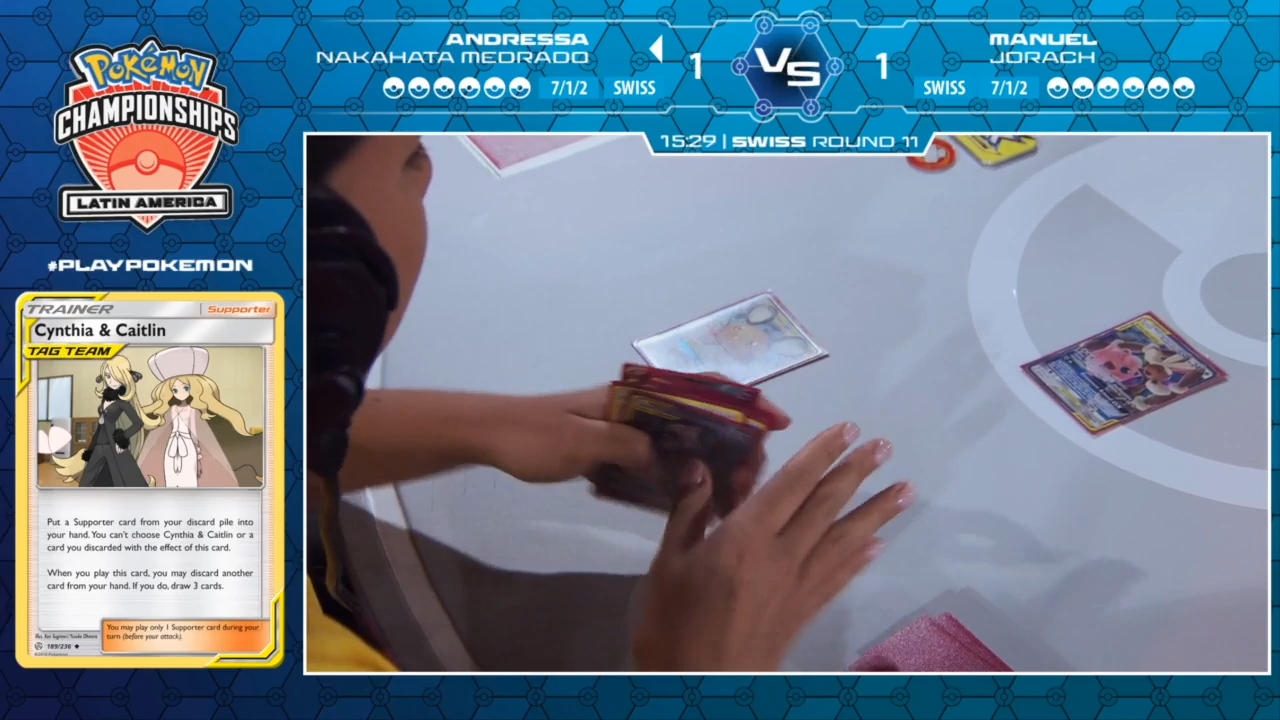 POKÉMON
CHAMPIONSHIPS
LATIN AMERICA
#PLAYPOKEMON
ANDRESSA
NAKAHATA MEDRADO
7/1/2 SWISS
1
VS
1
MANUEL
JORACH
SWISS 7/1/2
15:29 | SWISS ROUND 11
TRAINER Supporter
Cynthia & Caitlin
TAG TEAM
Put a Supporter card from your discard pile into
your hand. You can't choose Cynthia & Caitlin or a
card you discarded with the effect of this card.
When you play this card, you may discard another
card from your hand. If you do, draw 3 cards.
You may play only 1 Supporter card during your
turn (before your attack).
189/236